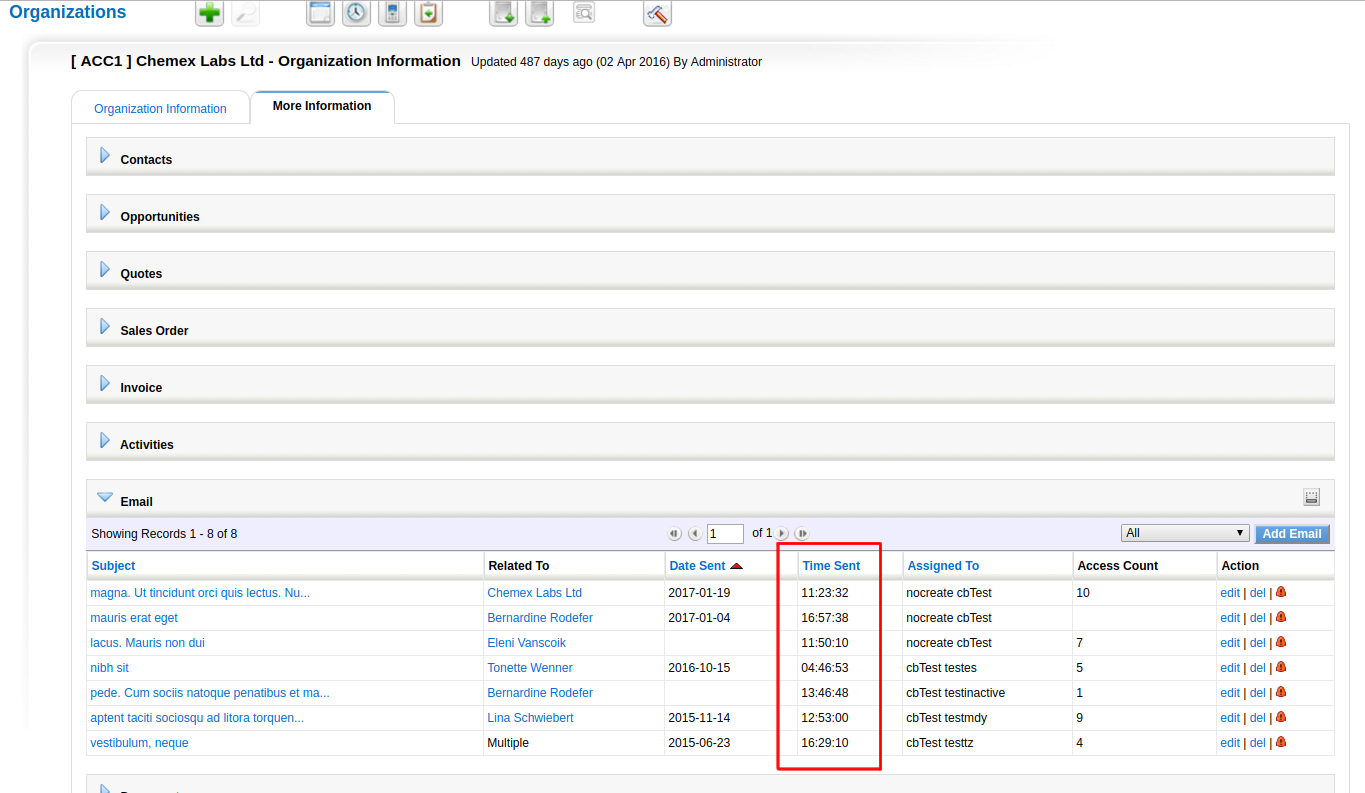 Organizations
[ ACC1 ] Chemex Labs Ltd - Organization Information Updated 487 days ago (02 Apr 2016) By Administrator
Organization Information More Information
Contacts
Opportunities
Quotes
Sales Order
Invoice
Activities
Email
Showing Records 1 - 8 of 8 1 of 1 All Add Email
Subject Related To Date Sent Time Sent Assigned To Access Count Action
magna. Ut tincidunt orci quis lectus. Nu... Chemex Labs Ltd 2017-01-19 11:23:32 nocreate cbTest 10 edit | del |
mauris erat eget Bernardine Rodefer 2017-01-04 16:57:38 nocreate cbTest edit | del |
lacus. Mauris non dui Eleni Vanscoik 11:50:10 nocreate cbTest 7 edit | del |
nibh sit Tonette Wenner 2016-10-15 04:46:53 cbTest testes 5 edit | del |
pede. Cum sociis natoque penatibus et ma... Bernardine Rodefer 13:46:48 cbTest testinactive 1 edit | del |
aptent taciti sociosqu ad litora torquen... Lina Schwiebert 2015-11-14 12:53:00 cbTest testmdy 9 edit | del |
vestibulum, neque Multiple 2015-06-23 16:29:10 cbTest testtz 4 edit | del |